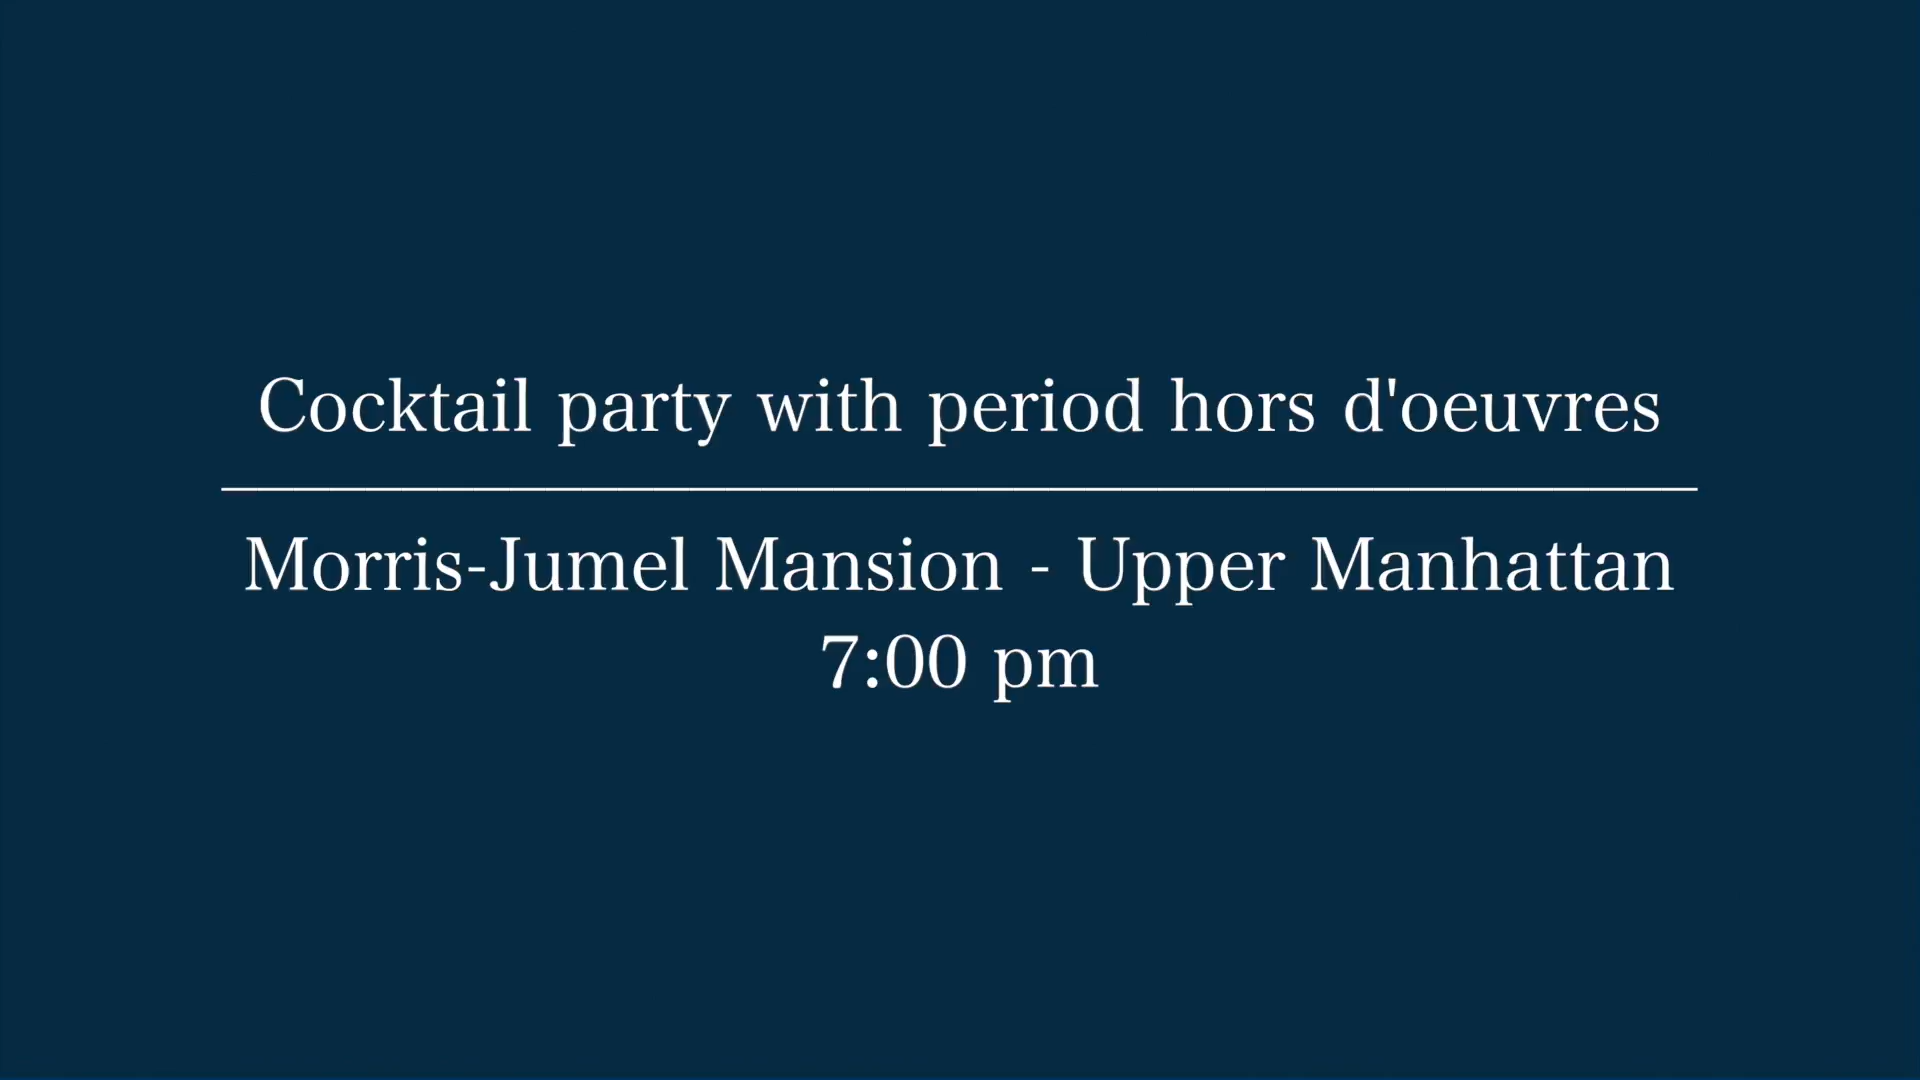 Cocktail party with period hors d'oeuvres
Morris-Jumel Mansion - Upper Manhattan
7:00 pm